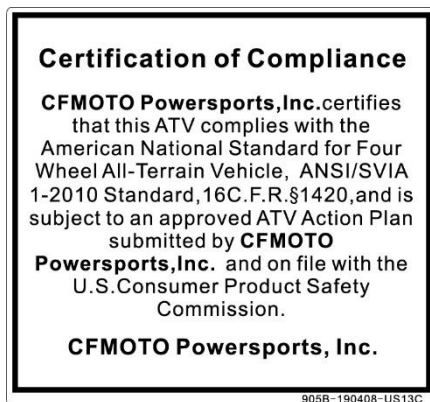 Certification of Compliance
CFMOTO Powersports,Inc.certifies
that this ATV complies with the
American National Standard for Four
Wheel All-Terrain Vehicle, ANSI/SVIA
1-2010 Standard,16C.F.R.§1420,and is
subject to an approved ATV Action Plan
submitted by CFMOTO
Powersports,Inc. and on file with the
U.S.Consumer Product Safety
Commission.
CFMOTO Powersports, Inc.
905B-190408-US13C